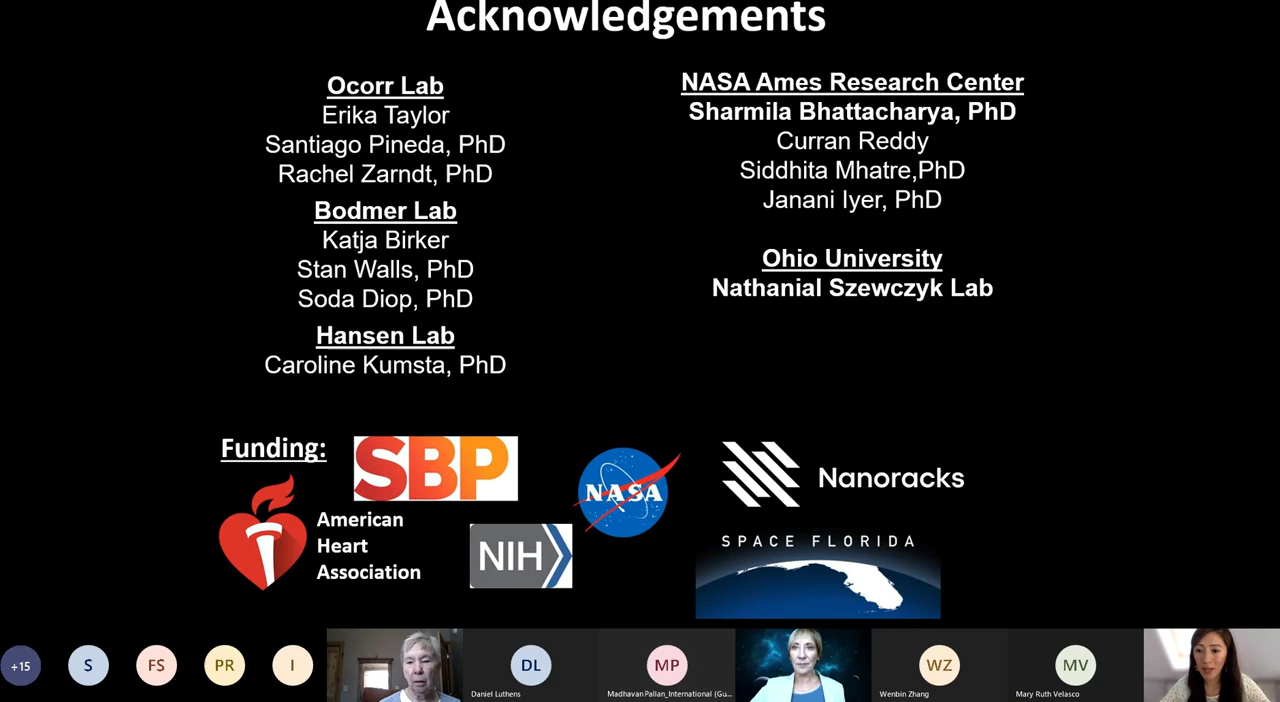 Acknowledgements
Ocorr Lab
Erika Taylor
Santiago Pineda, PhD
Rachel Zarndt, PhD
Bodmer Lab
Katja Birker
Stan Walls, PhD
Soda Diop, PhD
Hansen Lab
Caroline Kumsta, PhD
NASA Ames Research Center
Sharmila Bhattacharya, PhD
Curran Reddy
Siddhita Mhatre,PhD
Janani Iyer, PhD
Ohio University
Nathanial Szewczyk Lab
Funding:
SBP
American
Heart
Association
NIH
NASA
Nanoracks
SPACE FLORIDA
+15
S
FS
PR
I
DL
Daniel Luthens
MP
Madhavan Pallan_International (Gu...
WZ
Wenbin Zhang
MV
Mary Ruth Velasco